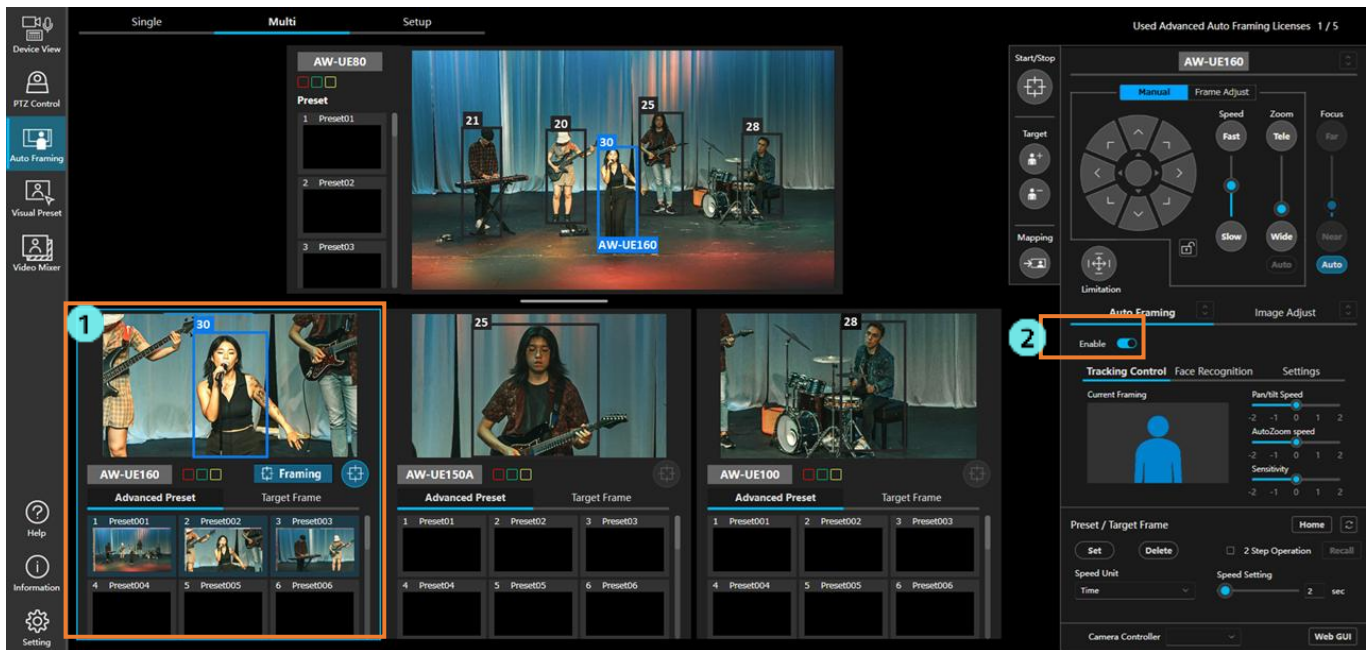 Device View
PTZ Control
Auto Framing
Visual Preset
Video Mixer
Help
Information
Setting
Single Multi Setup
Used Advanced Auto Framing Licenses 1 / 5
AW-UE80
Preset
1 Preset01
2 Preset02
3 Preset03
21
20
30
25
28
AW-UE160
Start/Stop
Target
Mapping
AW-UE160
Manual Frame Adjust
Speed Zoom Focus
Fast Tele Far
Slow Wide Near
Auto Auto
Limitation
1
30
AW-UE160 Framing
Advanced Preset Target Frame
1 Preset001 2 Preset002 3 Preset003
4 Preset004 5 Preset005 6 Preset006
25
AW-UE150A
Advanced Preset Target Frame
1 Preset01 2 Preset02 3 Preset03
4 Preset04 5 Preset05 6 Preset06
28
AW-UE100
Advanced Preset Target Frame
1 Preset001 2 Preset002 3 Preset003
4 Preset004 5 Preset005 6 Preset006
Auto Framing Image Adjust
2
Enable
Tracking Control Face Recognition Settings
Current Framing
Pan/tilt Speed
-2 -1 0 1 2
AutoZoom speed
-2 -1 0 1 2
Sensitivity
-2 -1 0 1 2
Preset / Target Frame Home
Set Delete 2 Step Operation Recall
Speed Unit Speed Setting
Time 2 sec
Camera Controller Web GUI